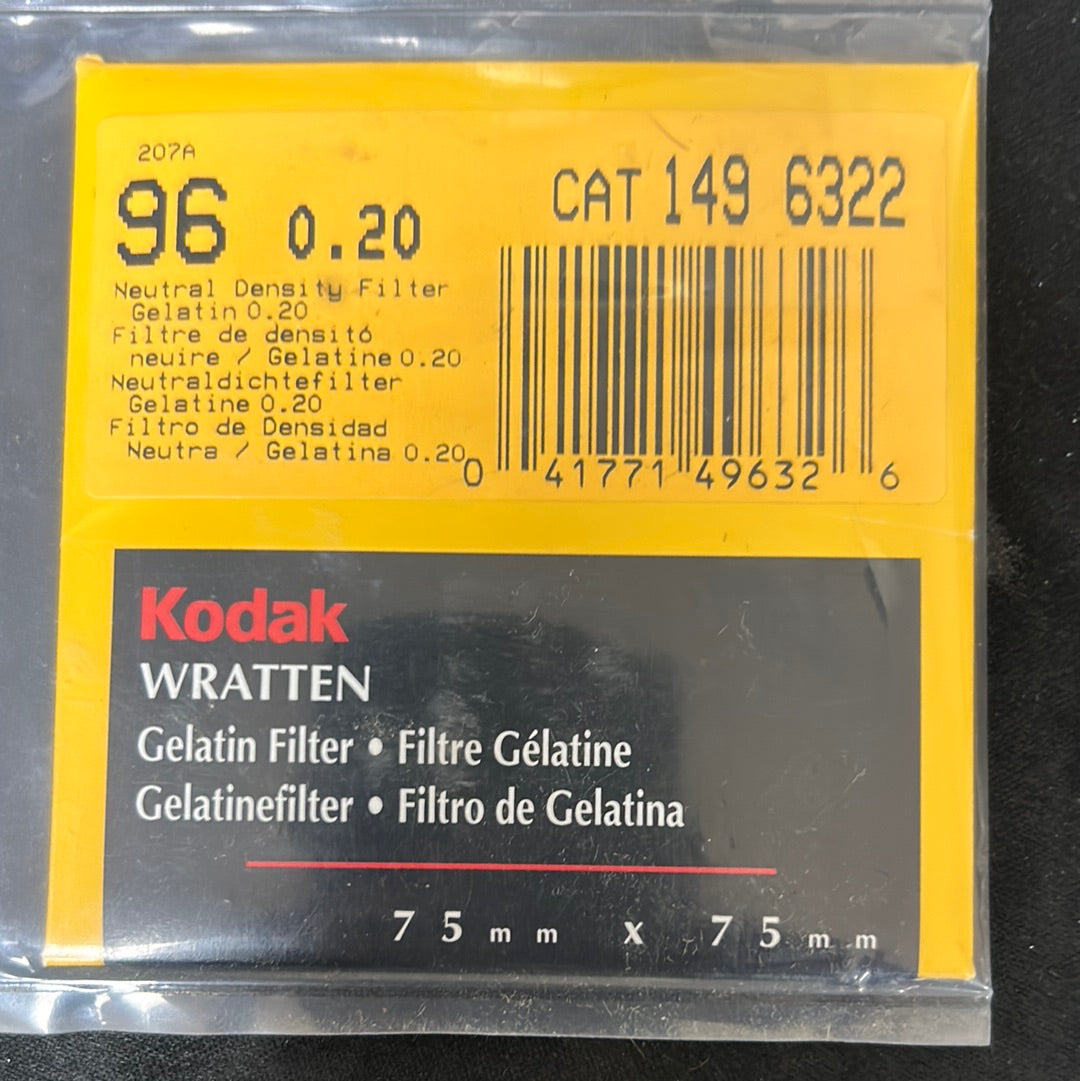 207A
96 0.20
CAT 149 6322
Neutral Density Filter
Gelatin 0.20
Filtre de densitó
neuire / Gelatine 0.20
Neutraldichtefilter
Gelatine 0.20
Filtro de Densidad
Neutra / Gelatina 0.20
0 41771 49632 6
Kodak
WRATTEN
Gelatin Filter • Filtre Gélatine
Gelatinefilter • Filtro de Gelatina
75mm x 75mm